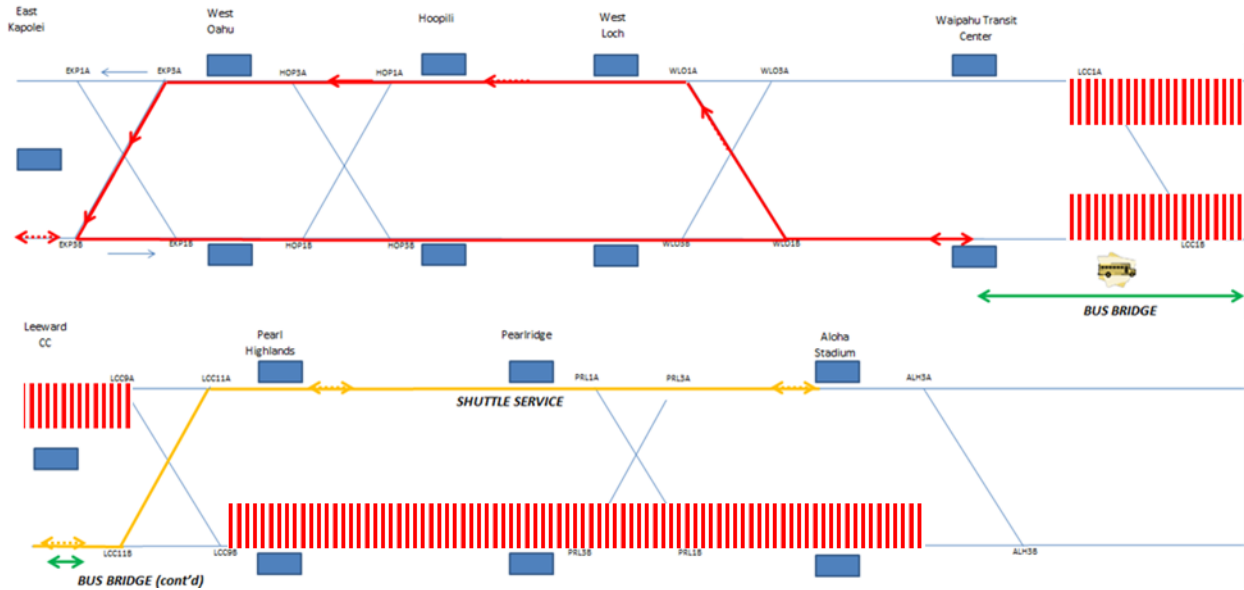 East
Kapolei
West
Oahu
Hoopili
West
Loch
Waipahu Transit
Center
EKP1A
EKP3A
HOP3A
HOP1A
WLO1A
WLO3A
LCC1A
EKP3B
EKP1B
HOP1B
HOP3B
WLO3B
WLO1B
LCC1B
BUS BRIDGE
Leeward
CC
Pearl
Highlands
Pearlridge
Aloha
Stadium
LCC9A
LCC11A
PRL1A
PRL3A
ALH3A
SHUTTLE SERVICE
LCC11B
LCC9B
PRL3B
PRL1B
ALH3B
BUS BRIDGE (cont'd)